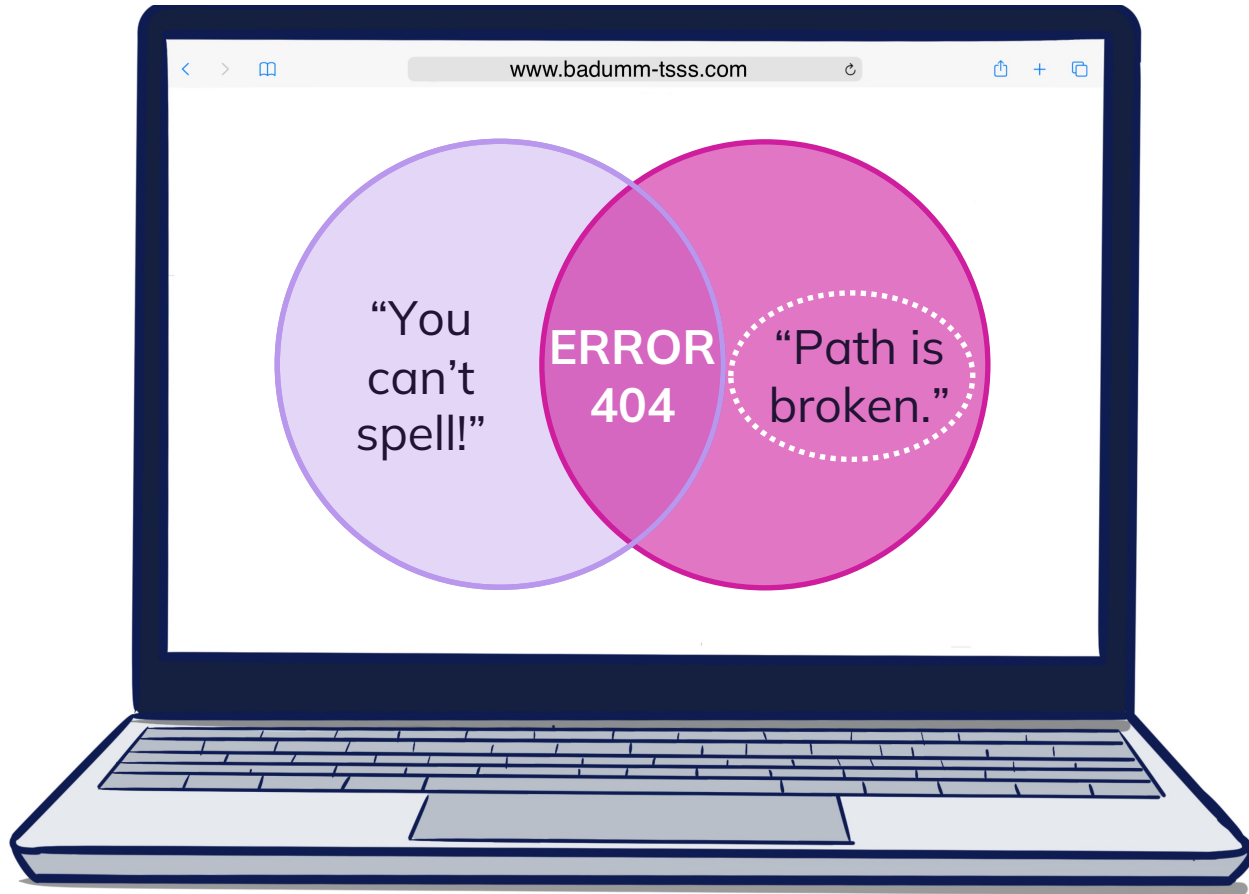 www.badumm-tsss.com
“You
can’t
spell!”
ERROR
404
“Path is
broken.”